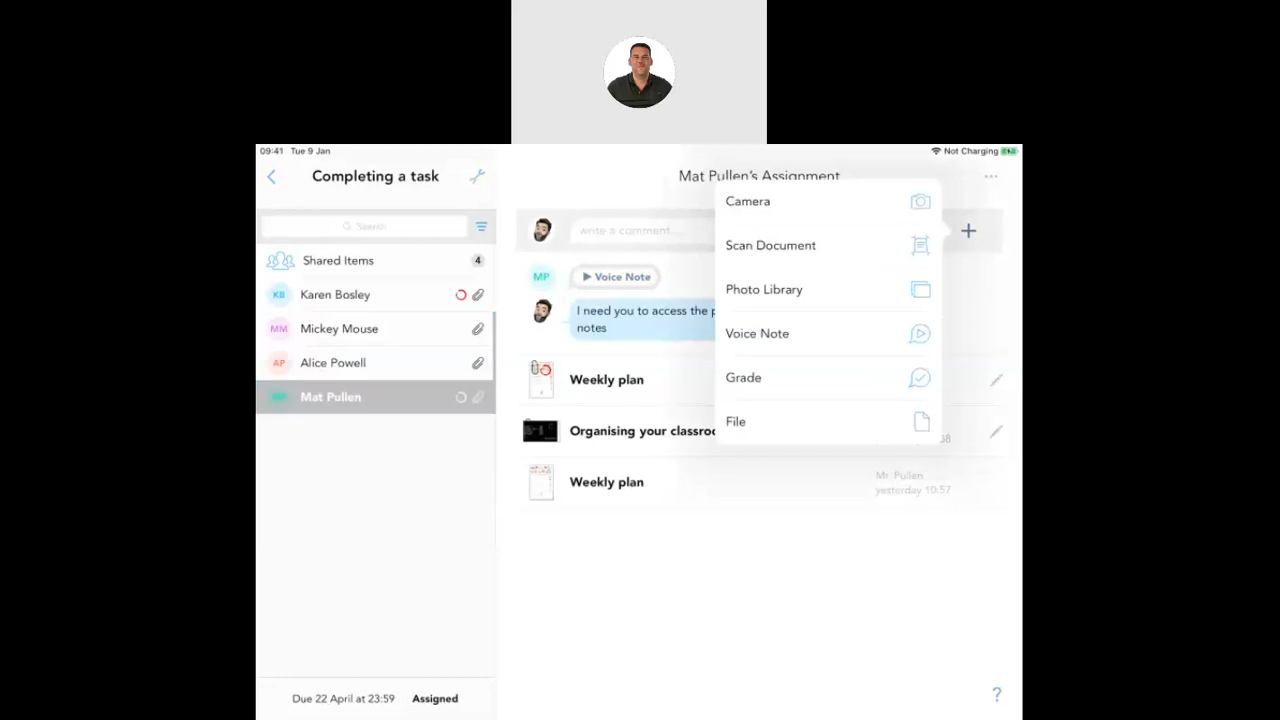 09:41 Tue 9 Jan
Not Charging
Completing a task
Mat Pullen's Assignment
Search
write a comment...
Shared Items 4
KB Karen Bosley
MM Mickey Mouse
AP Alice Powell
MP Mat Pullen
MP Voice Note
I need you to access the p
notes
Weekly plan
Organising your classroo
Weekly plan
Mr. Pullen
yesterday 10:57
Camera
Scan Document
Photo Library
Voice Note
Grade
File
Due 22 April at 23:59 Assigned
?